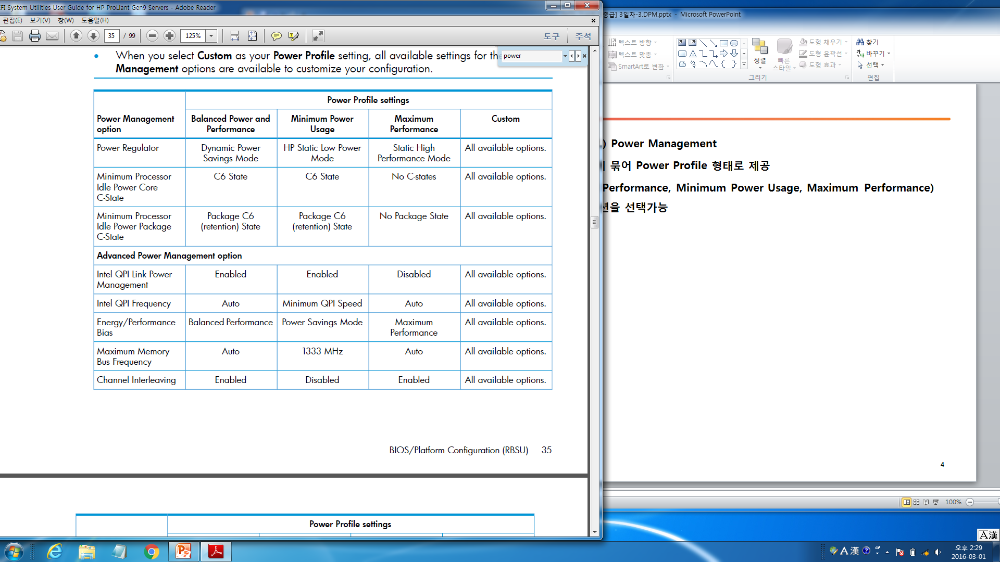 EFI System Utilities User Guide for HP ProLiant Gen9 Servers - Adobe Reader
편집(E) 보기(V) 창(W) 도움말(H)
35 / 99 125% 도구 주석
power
• When you select Custom as your Power Profile setting, all available settings for the
Management options are available to customize your configuration.
Power Profile settings
Power Management option Balanced Power and Performance Minimum Power Usage Maximum Performance Custom
Power Regulator Dynamic Power Savings Mode HP Static Low Power Mode Static High Performance Mode All available options.
Minimum Processor Idle Power Core C-State C6 State C6 State No C-states All available options.
Minimum Processor Idle Power Package C-State Package C6 (retention) State Package C6 (retention) State No Package State All available options.
Advanced Power Management option
Intel QPI Link Power Management Enabled Enabled Disabled All available options.
Intel QPI Frequency Auto Minimum QPI Speed Auto All available options.
Energy/Performance Bias Balanced Performance Power Savings Mode Maximum Performance All available options.
Maximum Memory Bus Frequency Auto 1333 MHz Auto All available options.
Channel Interleaving Enabled Disabled Enabled All available options.
BIOS/Platform Configuration (RBSU) 35
Power Profile settings
중급] 3일차-3.DPM.pptx - Microsoft PowerPoint
텍스트 방향
텍스트 맞춤
SmartArt로 변환
정렬
빠른 스타일
도형 채우기
도형 윤곽선
도형 효과
그리기
찾기
바꾸기
선택
편집
) Power Management
묶어 Power Profile 형태로 제공
Performance, Minimum Power Usage, Maximum Performance)
션을 선택가능
4
100%
A漢
A 漢
오후 2:29
2016-03-01